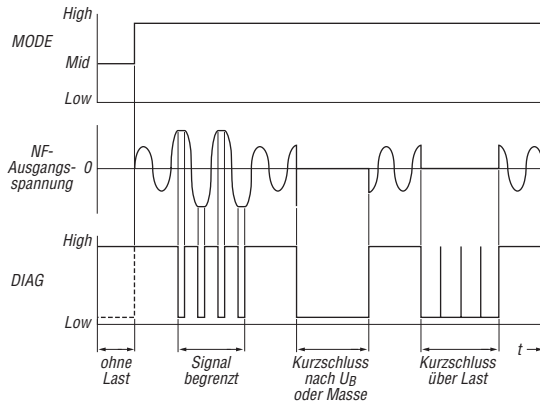 High
MODE
Mid
Low
NF-
Ausgangs-
spannung
0
High
DIAG
Low
ohne
Last
Signal
begrenzt
Kurzschluss
nach UB
oder Masse
Kurzschluss
über Last
t